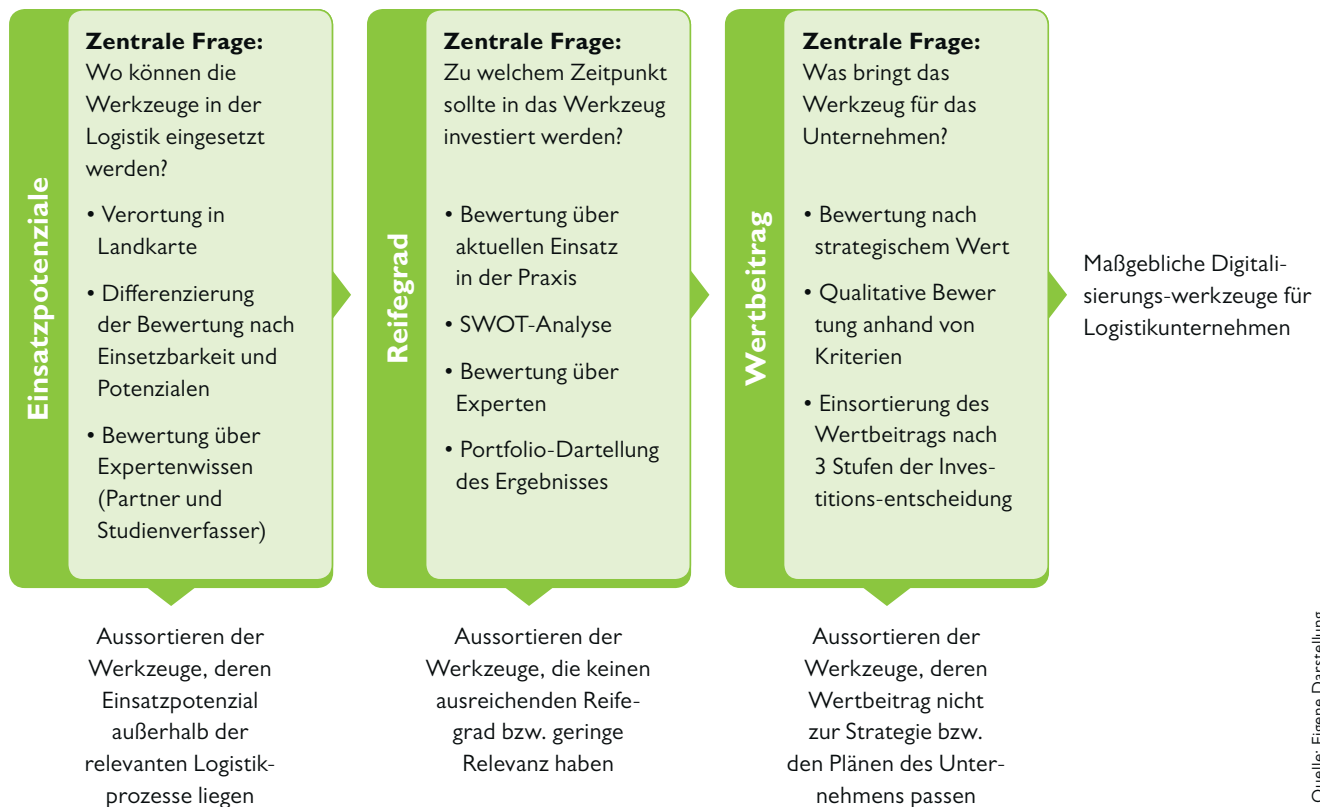 Einsatzpotenziale
Zentrale Frage:
Wo können die
Werkzeuge in der
Logistik eingesetzt
werden?
• Verortung in
Landkarte
• Differenzierung
der Bewertung nach
Einsetzbarkeit und
Potenzialen
• Bewertung über
Expertenwissen
(Partner und
Studienverfasser)
Aussortieren der
Werkzeuge, deren
Einsatzpotenzial
außerhalb der
relevanten Logistik-
prozesse liegen
Reifegrad
Zentrale Frage:
Zu welchem Zeitpunkt
sollte in das Werkzeug
investiert werden?
• Bewertung über
aktuellen Einsatz
in der Praxis
• SWOT-Analyse
• Bewertung über
Experten
• Portfolio-Dartellung
des Ergebnisses
Aussortieren der
Werkzeuge, die keinen
ausreichenden Reife-
grad bzw. geringe
Relevanz haben
Wertbeitrag
Zentrale Frage:
Was bringt das
Werkzeug für das
Unternehmen?
• Bewertung nach
strategischem Wert
• Qualitative Bewer
tung anhand von
Kriterien
• Einsortierung des
Wertbeitrags nach
3 Stufen der Inves-
titions-entscheidung
Aussortieren der
Werkzeuge, deren
Wertbeitrag nicht
zur Strategie bzw.
den Plänen des Unter-
nehmens passen
Maßgebliche Digitali-
sierungs-werkzeuge für
Logistikunternehmen
Quelle: Eigene Darstellung